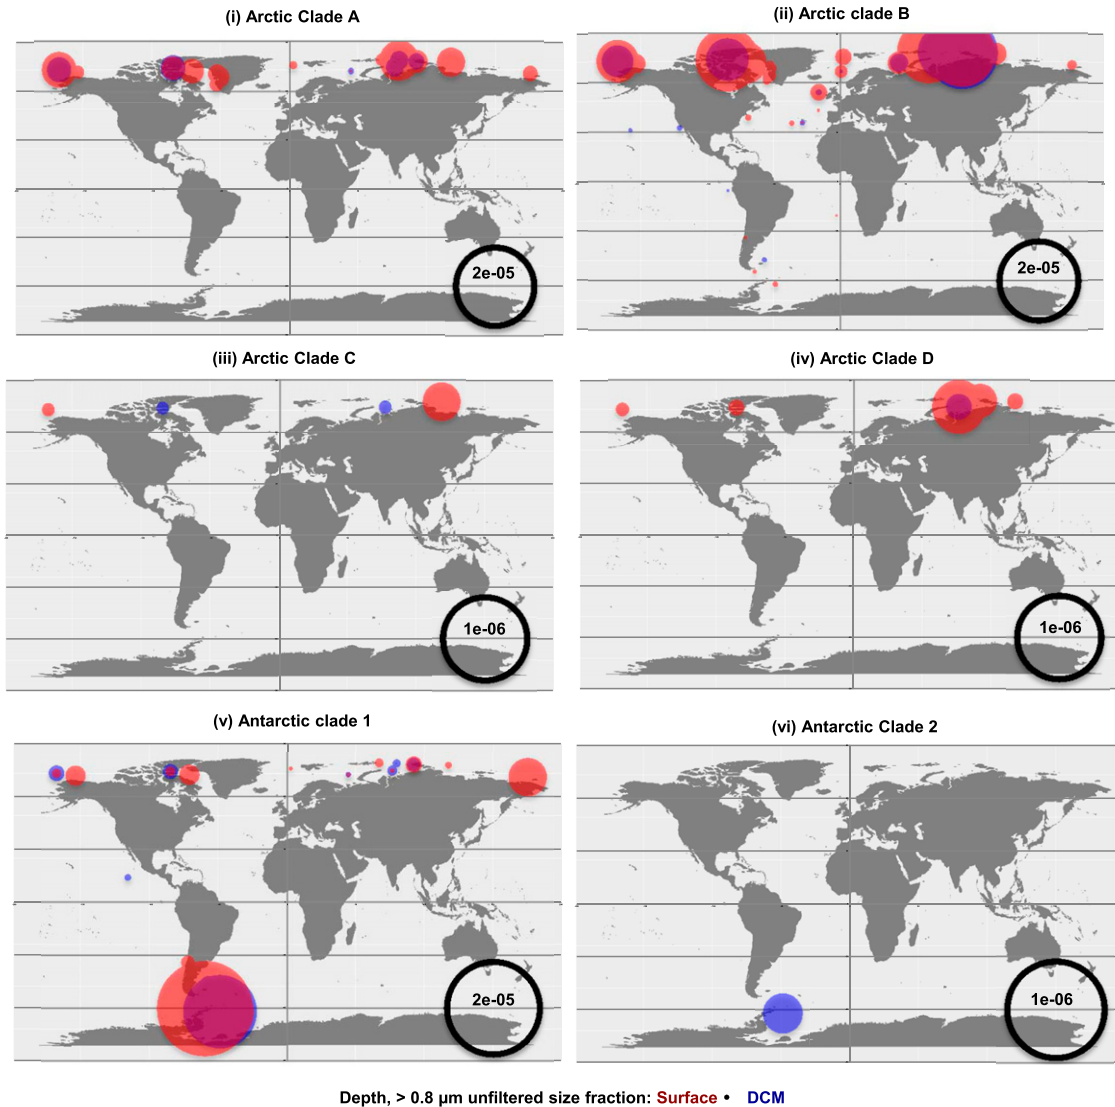 (i) Arctic Clade A
(ii) Arctic clade B
2e-05
2e-05
(iii) Arctic Clade C
(iv) Arctic Clade D
1e-06
1e-06
(v) Antarctic clade 1
(vi) Antarctic Clade 2
2e-05
1e-06
Depth, > 0.8 µm unfiltered size fraction: Surface • DCM